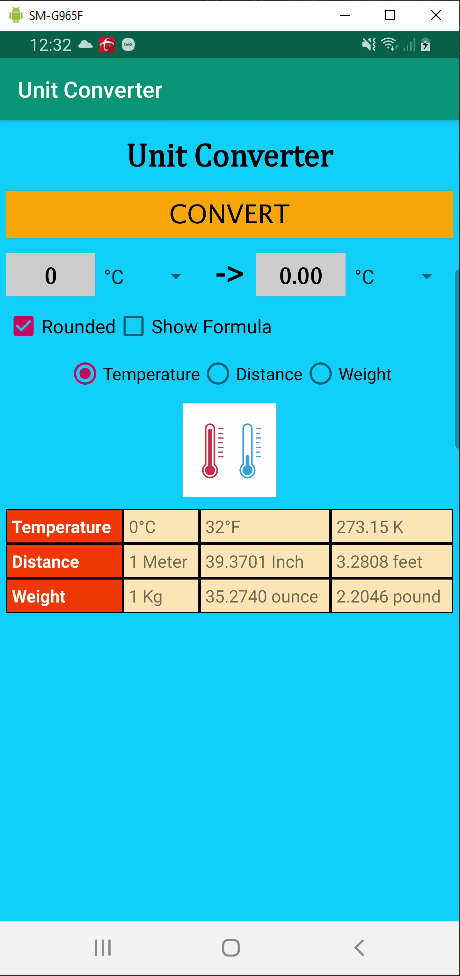 SM-G965F
12:32
Unit Converter
Unit Converter
CONVERT
0 °C -> 0.00 °C
Rounded Show Formula
Temperature Distance Weight
Temperature 0°C 32°F 273.15 K
Distance 1 Meter 39.3701 Inch 3.2808 feet
Weight 1 Kg 35.2740 ounce 2.2046 pound